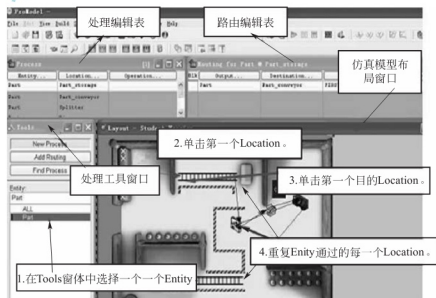 ProModel
处理编辑表
路由编辑表
Process
Routing for Part @ Part_storage
Entity...
Location...
Operation...
Output...
Destination...
Part
Part_storage
Part
Part_conveyor
Part
Part_conveyor
Part
Splitter
仿真模型布局窗口
Tools
Layout
New Process
Add Routing
Find Process
处理工具窗口
Entity:
Part
ALL
Part
2.单击第一个Location。
3.单击第一个目的Location。
4.重复Enity通过的每一个Location。
1.在Tools窗体中选择一个一个Entity